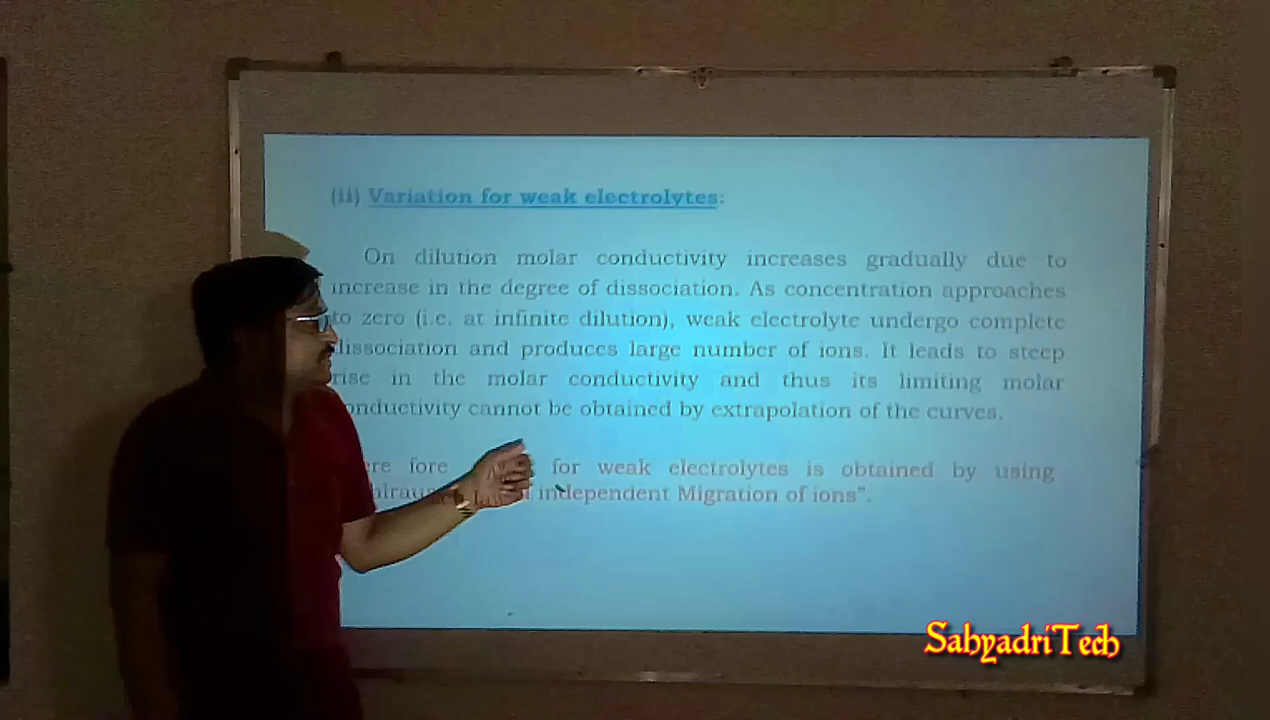 (ii) Variation for weak electrolytes:
On dilution molar conductivity increases gradually due to
increase in the degree of dissociation. As concentration approaches
to zero (i.e. at infinite dilution), weak electrolyte undergo complete
dissociation and produces large number of ions. It leads to steep
rise in the molar conductivity and thus its limiting molar
conductivity cannot be obtained by extrapolation of the curves.
fore for weak electrolytes is obtained by using
independent Migration of ions”.
SahyadriTech